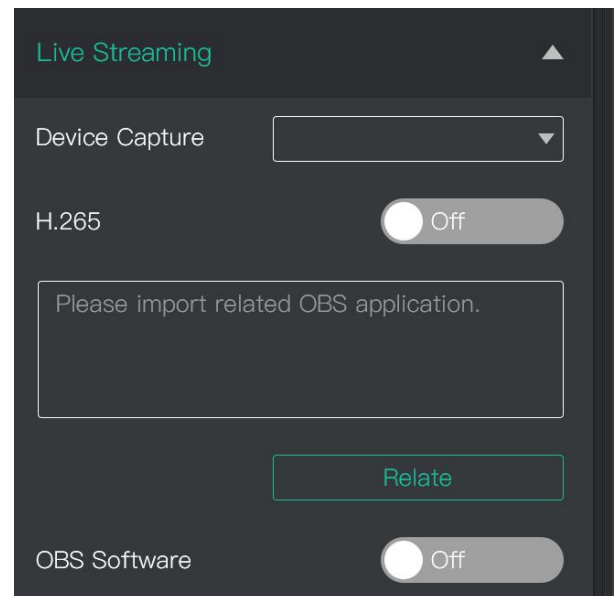 Live Streaming
Device Capture
H.265
Off
Please import related OBS application.
Relate
OBS Software
Off